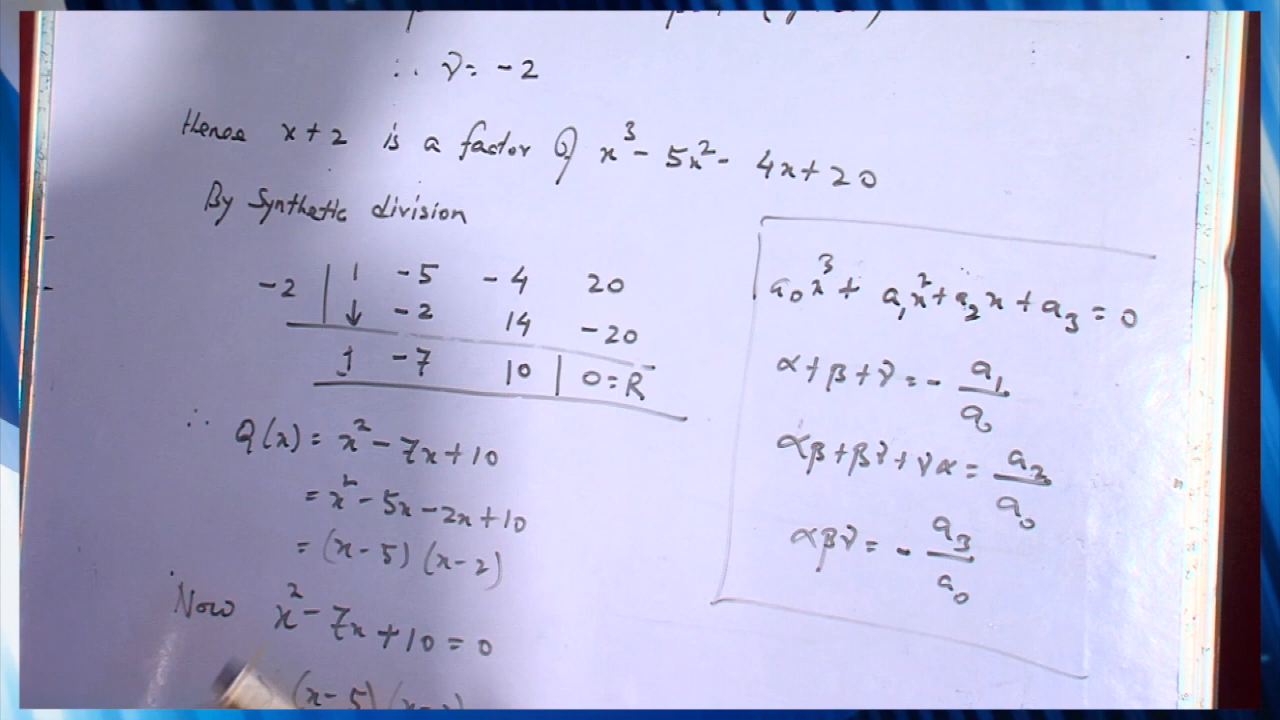 ∴ γ = -2
Hence x + 2 is a factor of x³ - 5x² - 4x + 20
By Synthetic division
-2 | 1 -5 -4 20
↓ -2 14 -20
1 -7 10 | 0 = R
∴ Q(x) = x² - 7x + 10
= x² - 5x - 2x + 10
= (x - 5) (x - 2)
Now x² - 7x + 10 = 0
(x - 5) (x - 2)
a₀x³ + a₁x² + a₂x + a₃ = 0
α + β + γ = - a₁/a₀
αβ + βγ + γα = a₂/a₀
αβγ = - a₃/a₀